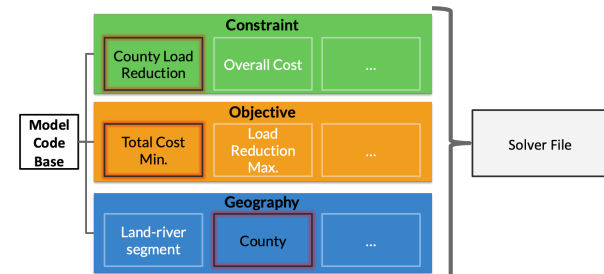 Constraint
County Load
Reduction
Overall Cost
...
Model
Code
Base
Objective
Total Cost
Min.
Load
Reduction
Max.
...
Geography
Land-river
segment
County
...
Solver File